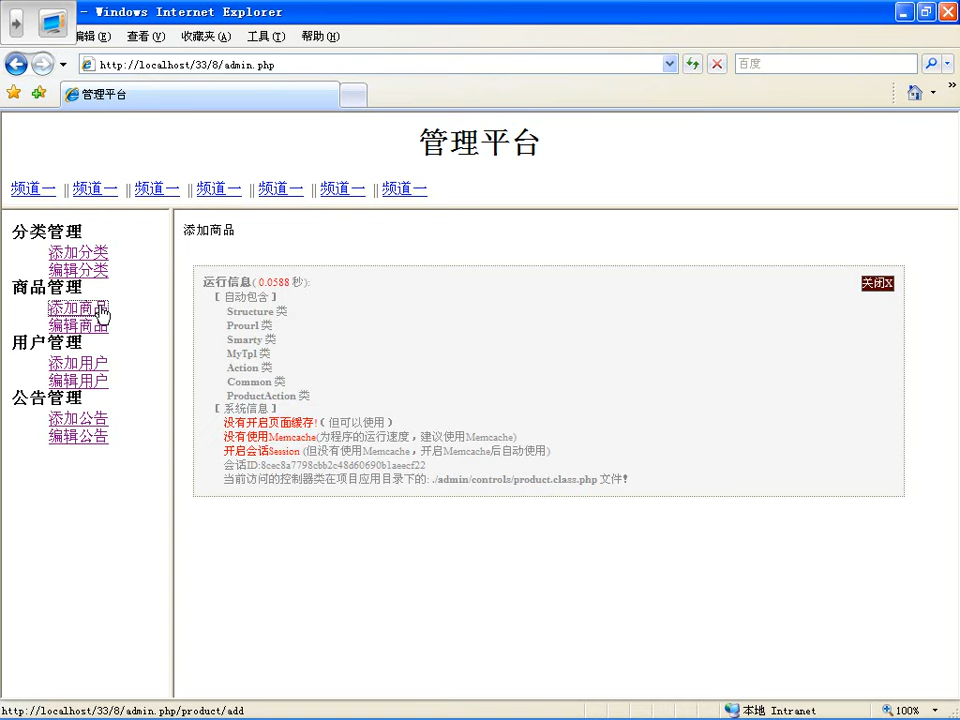 - Windows Internet Explorer
编辑(E) 查看(V) 收藏夹(A) 工具(T) 帮助(H)
http://localhost/33/8/admin.php
百度
管理平台
管理平台
频道一 || 频道一 || 频道一 || 频道一 || 频道一 || 频道一 || 频道一
分类管理
添加分类
编辑分类
商品管理
添加商品
编辑商品
用户管理
添加用户
编辑用户
公告管理
添加公告
编辑公告
添加商品
运行信息( 0.0588 秒):
关闭X
[ 自动包含 ]
Structure 类
Prourl 类
Smarty 类
MyTpl 类
Action 类
Common 类
ProductAction 类
[ 系统信息 ]
没有开启页面缓存!( 但可以使用 )
没有使用Memcache(为程序的运行速度，建议使用Memcache)
开启会话Session (但没有使用Memcache，开启Memcache后自动使用)
会话ID:8cec8a7798cbb2c48d60690b1aeecf22
当前访问的控制器类在项目应用目录下的: ./admin/controls/product.class.php 文件!
http://localhost/33/8/admin.php/product/add
本地 Intranet
100%